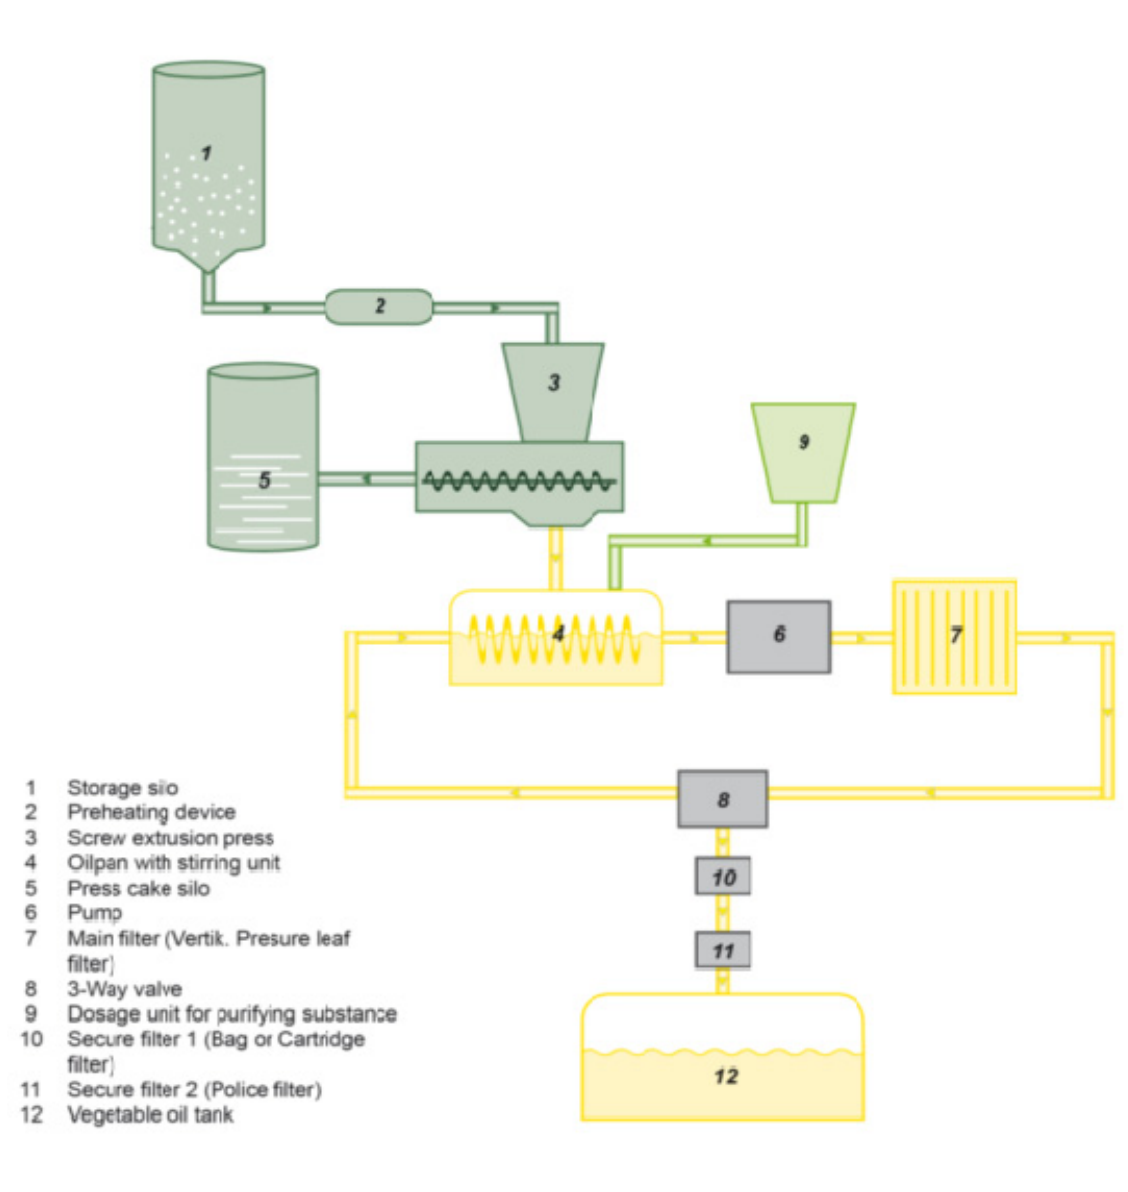 1
2
3
9
5
4
6
7
8
10
11
12
1 Storage silo
2 Preheating device
3 Screw extrusion press
4 Oilpan with stirring unit
5 Press cake silo
6 Pump
7 Main filter (Vertik. Presure leaf
filter)
8 3-Way valve
9 Dosage unit for purifying substance
10 Secure filter 1 (Bag or Cartridge
filter)
11 Secure filter 2 (Police filter)
12 Vegetable oil tank